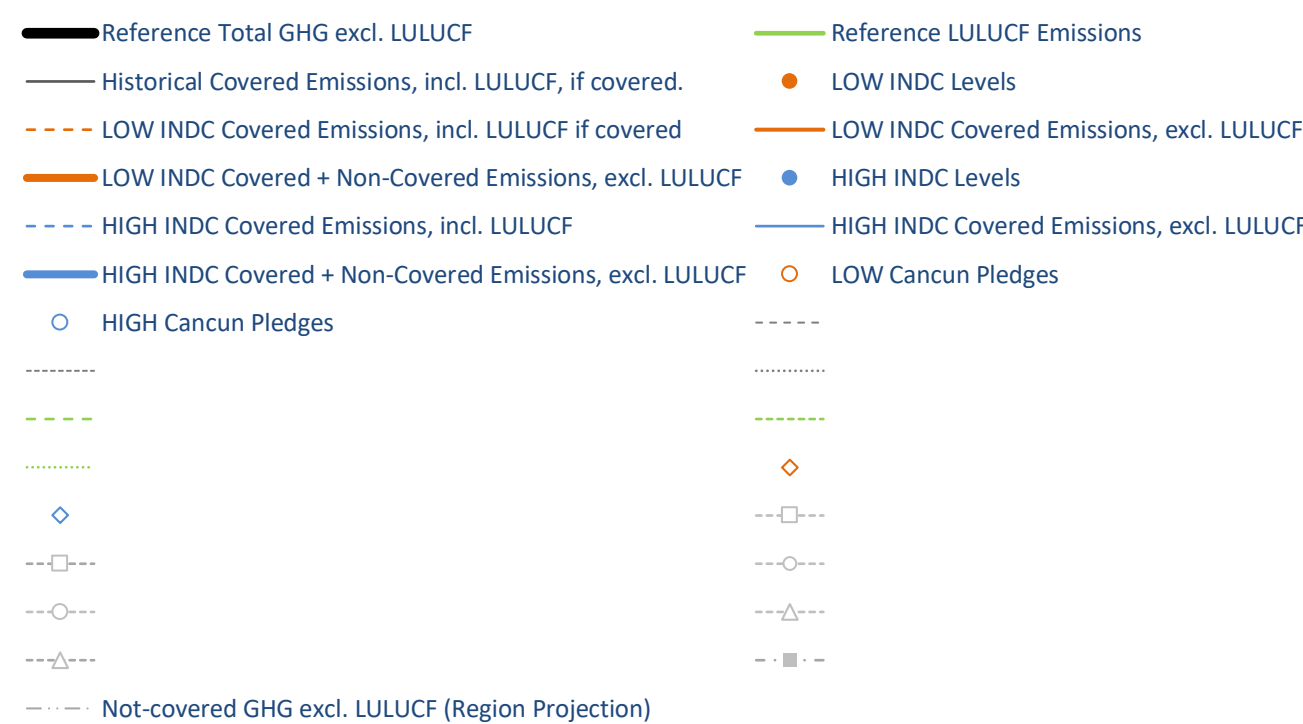 Reference Total GHG excl. LULUCF
Reference LULUCF Emissions
Historical Covered Emissions, incl. LULUCF, if covered.
LOW INDC Levels
LOW INDC Covered Emissions, incl. LULUCF if covered
LOW INDC Covered Emissions, excl. LULUCF
LOW INDC Covered + Non-Covered Emissions, excl. LULUCF
HIGH INDC Levels
HIGH INDC Covered Emissions, incl. LULUCF
HIGH INDC Covered Emissions, excl. LULUCF
HIGH INDC Covered + Non-Covered Emissions, excl. LULUCF
LOW Cancun Pledges
HIGH Cancun Pledges
Not-covered GHG excl. LULUCF (Region Projection)